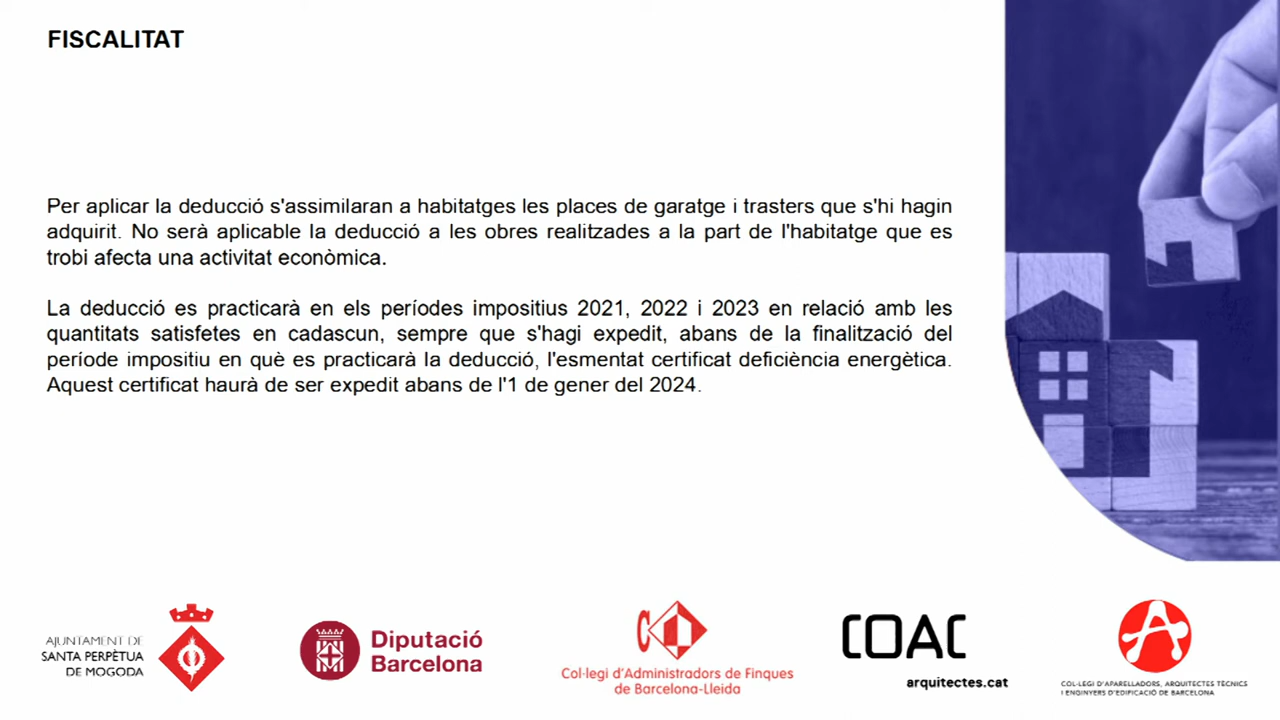 FISCALITAT
Per aplicar la deducció s'assimilaran a habitatges les places de garatge i trasters que s'hi hagin
adquirit. No serà aplicable la deducció a les obres realitzades a la part de l'habitatge que es
trobi afecta una activitat econòmica.
La deducció es practicarà en els períodes impositius 2021, 2022 i 2023 en relació amb les
quantitats satisfetes en cadascun, sempre que s'hagi expedit, abans de la finalització del
període impositiu en què es practicarà la deducció, l'esmentat certificat deficiència energètica.
Aquest certificat haurà de ser expedit abans de l'1 de gener del 2024.
AJUNTAMENT DE
SANTA PERPÈTUA
DE MOGODA
Diputació
Barcelona
Col·legi d'Administradors de Finques
de Barcelona-Lleida
COAC
arquitectes.cat
COL·LEGI D'APARELLADORS, ARQUITECTES TÈCNICS
I ENGINYERS D'EDIFICACIÓ DE BARCELONA